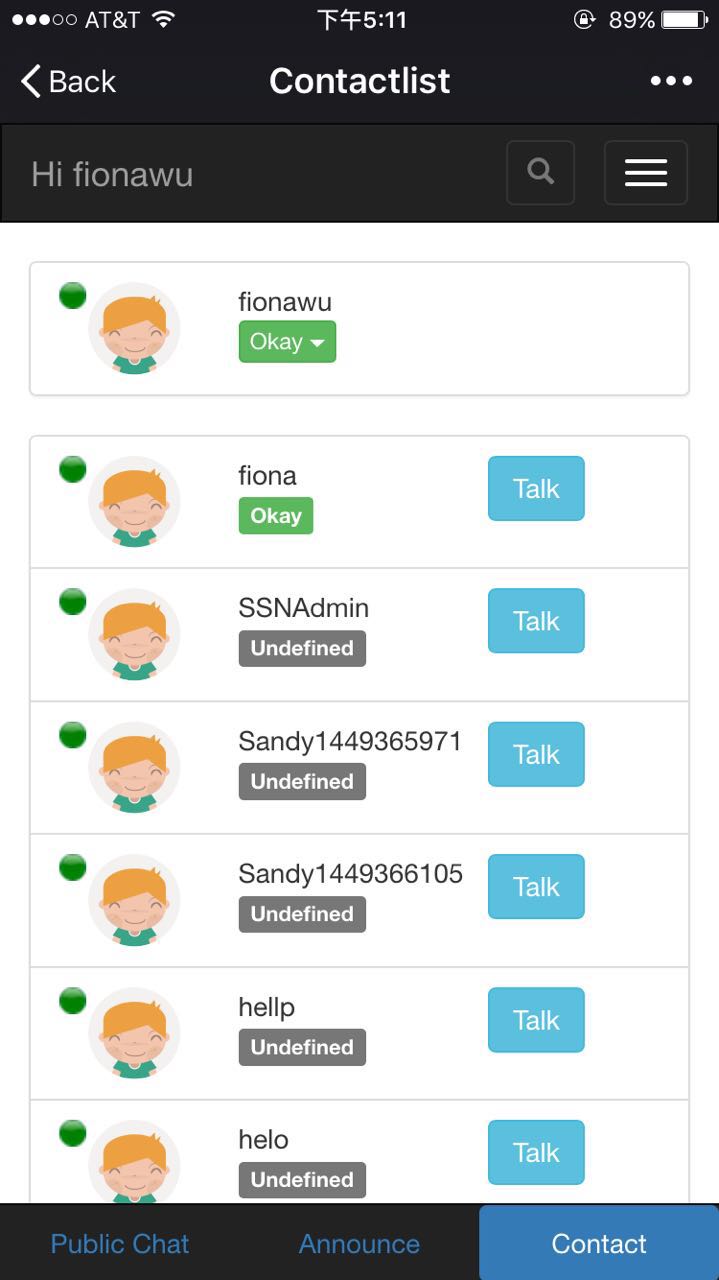 AT&T 下午5:11 89%
Back Contactlist
Hi fionawu
fionawu
Okay
fiona
Okay
Talk
SSNAdmin
Undefined
Talk
Sandy1449365971
Undefined
Talk
Sandy1449366105
Undefined
Talk
hellp
Undefined
Talk
helo
Undefined
Talk
Public Chat Announce Contact